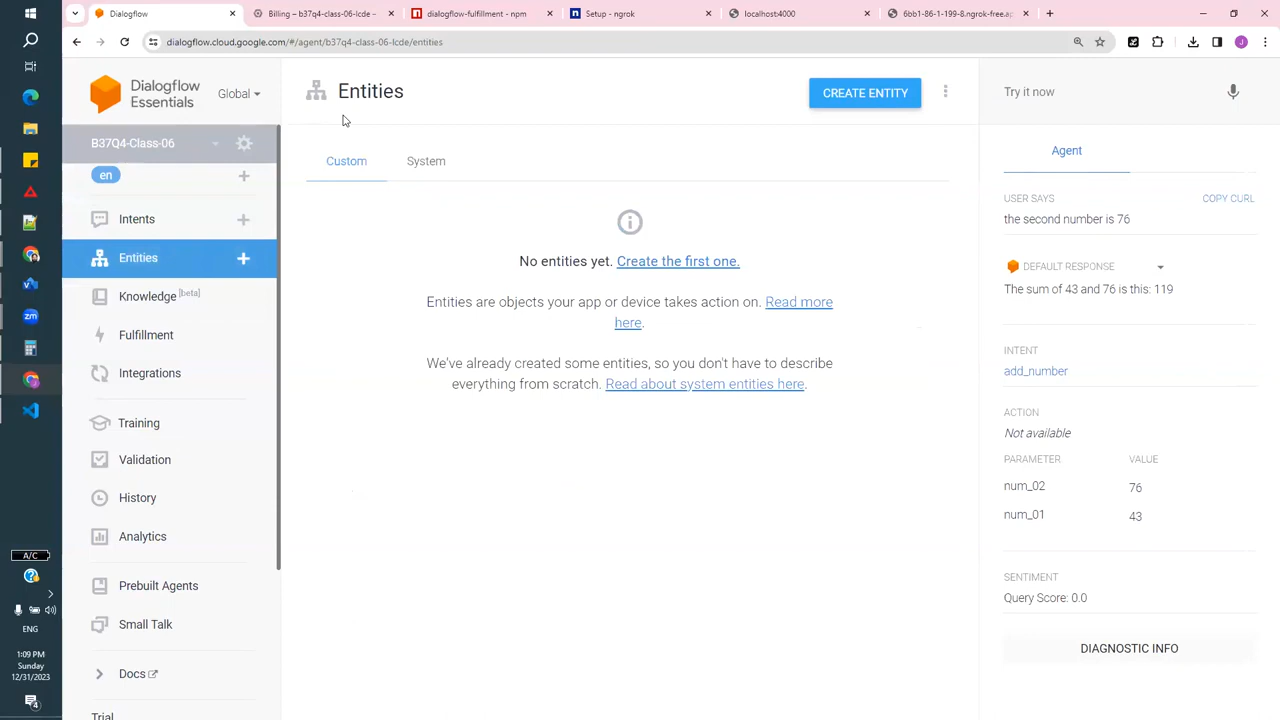 Dialogflow
Billing – b37q4-class-06-lcde –
dialogflow-fulfillment - npm
Setup - ngrok
localhost:4000
6bb1-86-1-199-8.ngrok-free.ap
dialogflow.cloud.google.com/#/agent/b37q4-class-06-lcde/entities
Dialogflow
Essentials
Global
B37Q4-Class-06
en
Intents
Entities
Knowledge [beta]
Fulfillment
Integrations
Training
Validation
History
Analytics
Prebuilt Agents
Small Talk
Docs
Trial
Entities
CREATE ENTITY
Custom
System
No entities yet. Create the first one.
Entities are objects your app or device takes action on. Read more
here.
We've already created some entities, so you don't have to describe
everything from scratch. Read about system entities here.
Try it now
Agent
USER SAYS
COPY CURL
the second number is 76
DEFAULT RESPONSE
The sum of 43 and 76 is this: 119
INTENT
add_number
ACTION
Not available
PARAMETER
VALUE
num_02
76
num_01
43
SENTIMENT
Query Score: 0.0
DIAGNOSTIC INFO
zm
A/C
ENG
1:09 PM
Sunday
12/31/2023
4
J